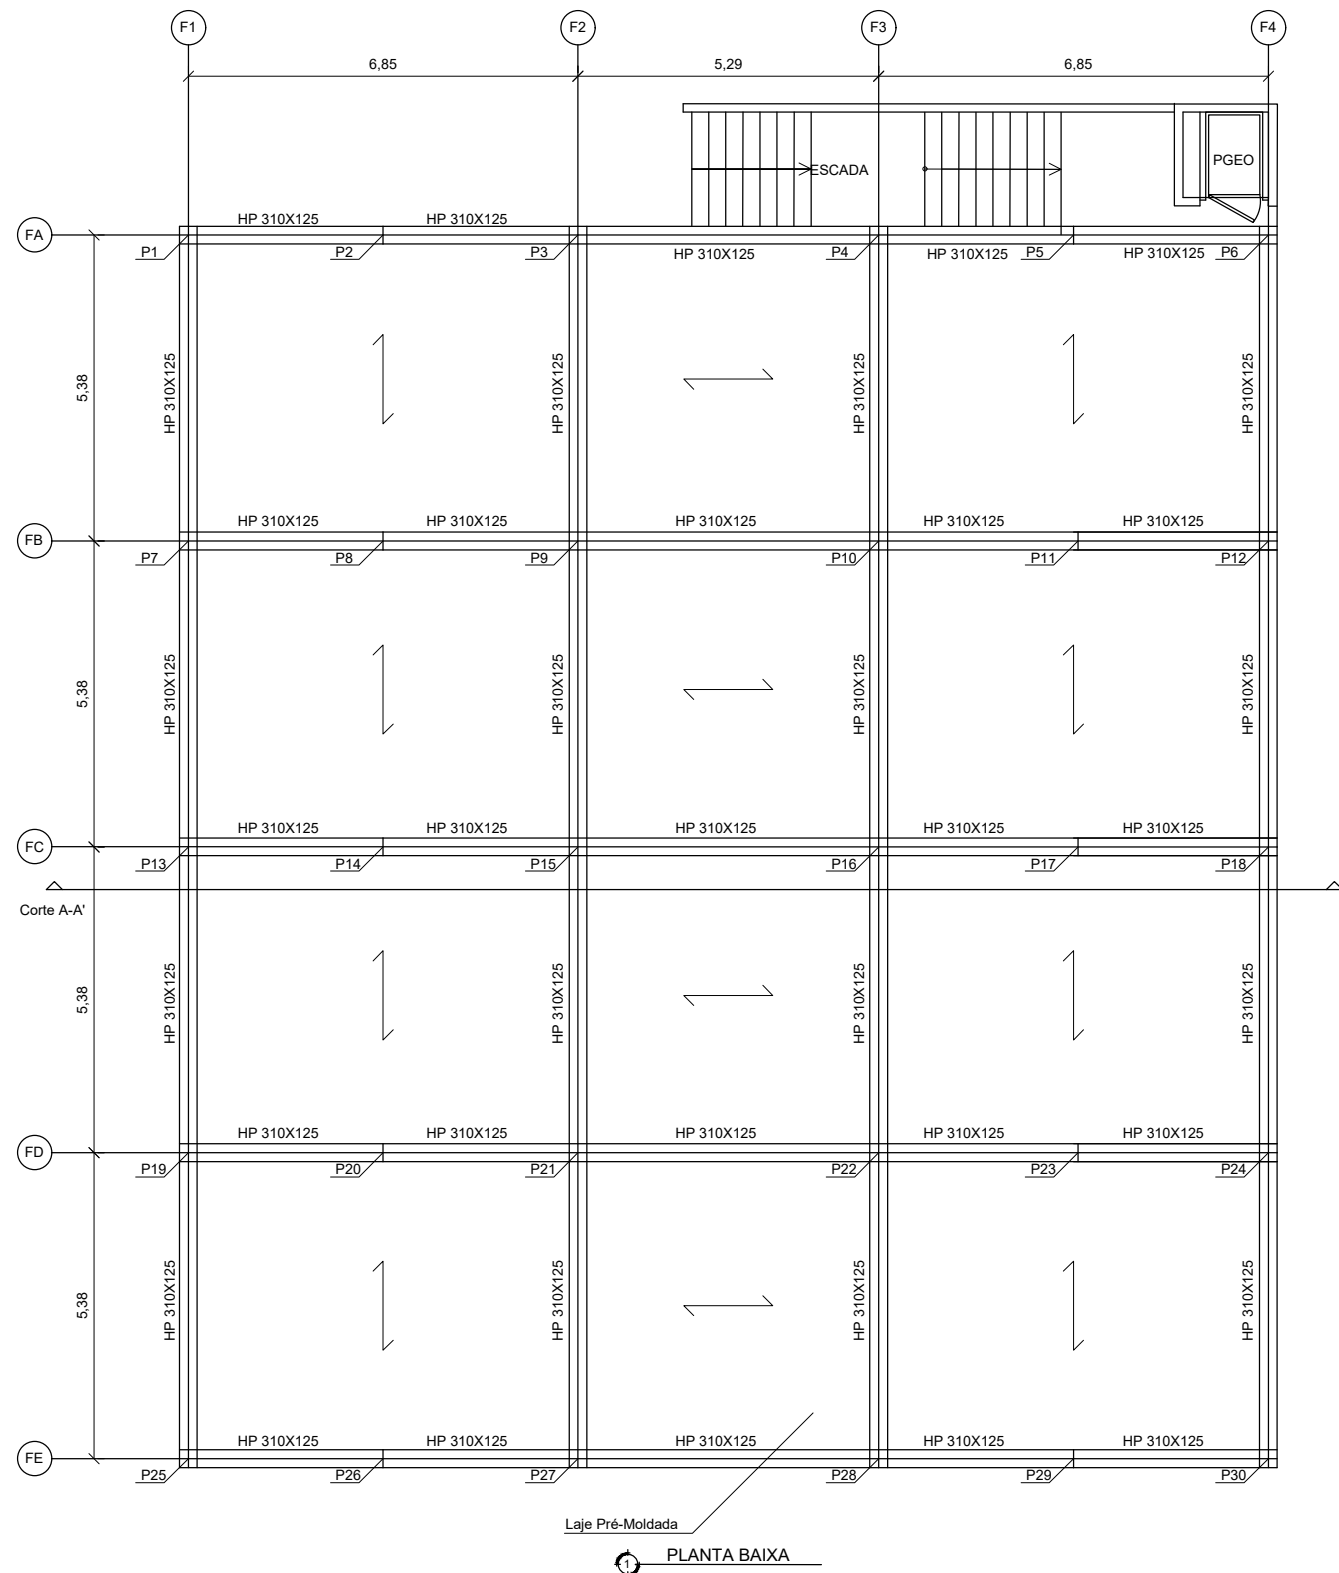 F1 F2 F3 F4
6,85 5,29 6,85
ESCADA PGEO
HP 310X125 HP 310X125
FA
P1 P2 P3 HP 310X125 P4 HP 310X125 P5 HP 310X125 P6
5,38 HP 310X125 HP 310X125 HP 310X125 HP 310X125
HP 310X125 HP 310X125 HP 310X125 HP 310X125 HP 310X125
FB
P7 P8 P9 P10 P11 P12
5,38 HP 310X125 HP 310X125 HP 310X125 HP 310X125
HP 310X125 HP 310X125 HP 310X125 HP 310X125 HP 310X125
FC
P13 P14 P15 P16 P17 P18
Corte A-A'
5,38 HP 310X125 HP 310X125 HP 310X125 HP 310X125
HP 310X125 HP 310X125 HP 310X125 HP 310X125 HP 310X125
FD
P19 P20 P21 P22 P23 P24
5,38 HP 310X125 HP 310X125 HP 310X125 HP 310X125
HP 310X125 HP 310X125 HP 310X125 HP 310X125 HP 310X125
FE
P25 P26 P27 P28 P29 P30
Laje Pré-Moldada
1 PLANTA BAIXA